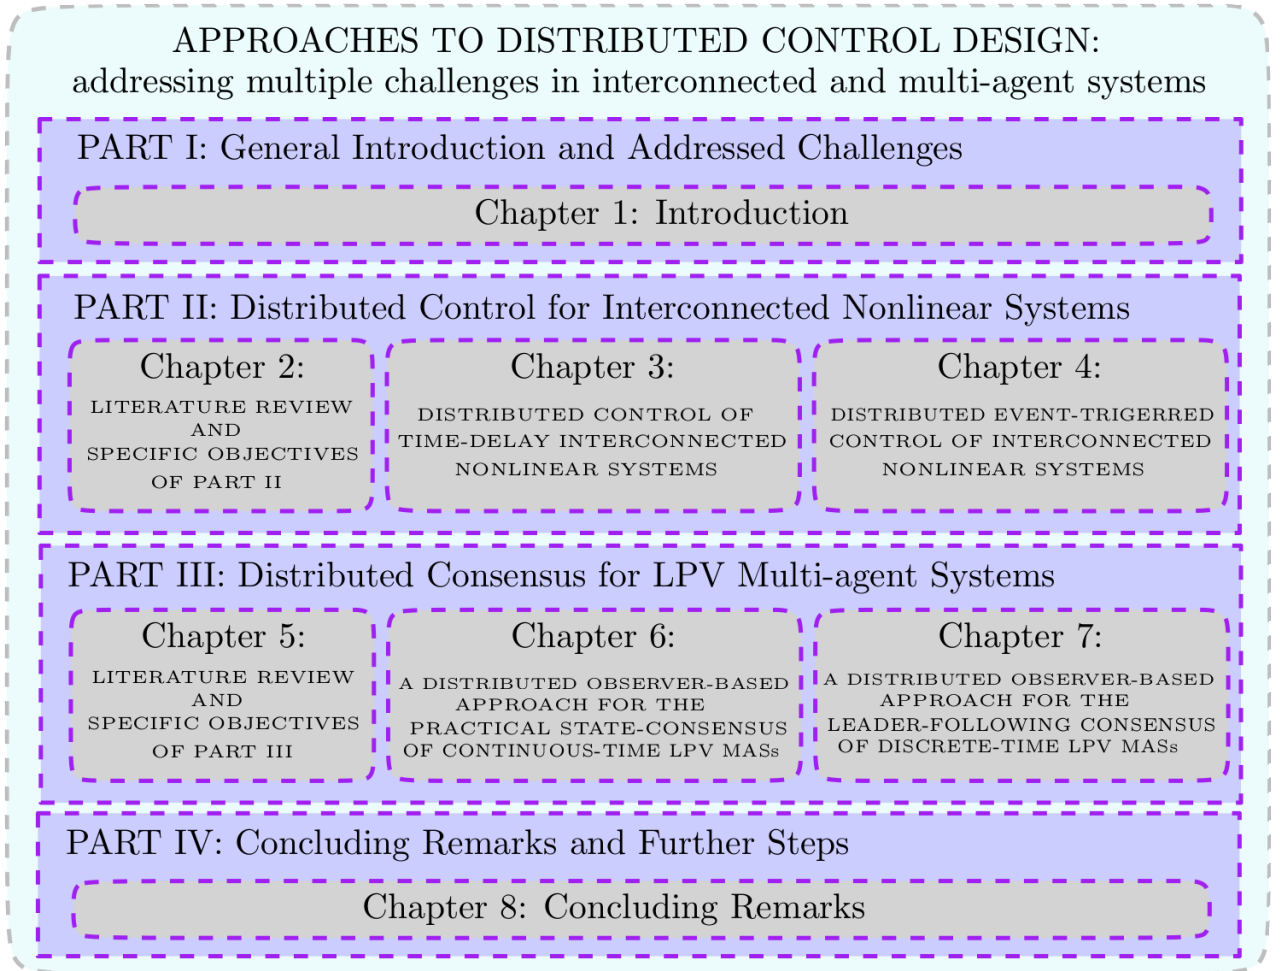 APPROACHES TO DISTRIBUTED CONTROL DESIGN:
addressing multiple challenges in interconnected and multi-agent systems
PART I: General Introduction and Addressed Challenges
Chapter 1: Introduction
PART II: Distributed Control for Interconnected Nonlinear Systems
Chapter 2:
LITERATURE REVIEW
AND
SPECIFIC OBJECTIVES
OF PART II
Chapter 3:
DISTRIBUTED CONTROL OF
TIME-DELAY INTERCONNECTED
NONLINEAR SYSTEMS
Chapter 4:
DISTRIBUTED EVENT-TRIGERRED
CONTROL OF INTERCONNECTED
NONLINEAR SYSTEMS
PART III: Distributed Consensus for LPV Multi-agent Systems
Chapter 5:
LITERATURE REVIEW
AND
SPECIFIC OBJECTIVES
OF PART III
Chapter 6:
A DISTRIBUTED OBSERVER-BASED
APPROACH FOR THE
PRACTICAL STATE-CONSENSUS
OF CONTINUOUS-TIME LPV MASs
Chapter 7:
A DISTRIBUTED OBSERVER-BASED
APPROACH FOR THE
LEADER-FOLLOWING CONSENSUS
OF DISCRETE-TIME LPV MASs
PART IV: Concluding Remarks and Further Steps
Chapter 8: Concluding Remarks